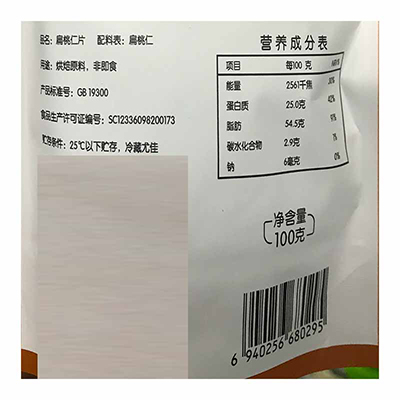 品名：扁桃仁片 配料表：扁桃仁
用途：烘焙原料，非即食
产品标准号：GB 19300
食品生产许可证编号：SC12336098200173
贮存条件：25℃以下贮存，冷藏尤佳
营养成分表
项目 每100 克
能量 2561千焦
蛋白质 25.0克 42%
脂肪 54.5克
碳水化合物 2.9克 1%
钠 6毫克 0%
净含量
100克
6 940256 680295